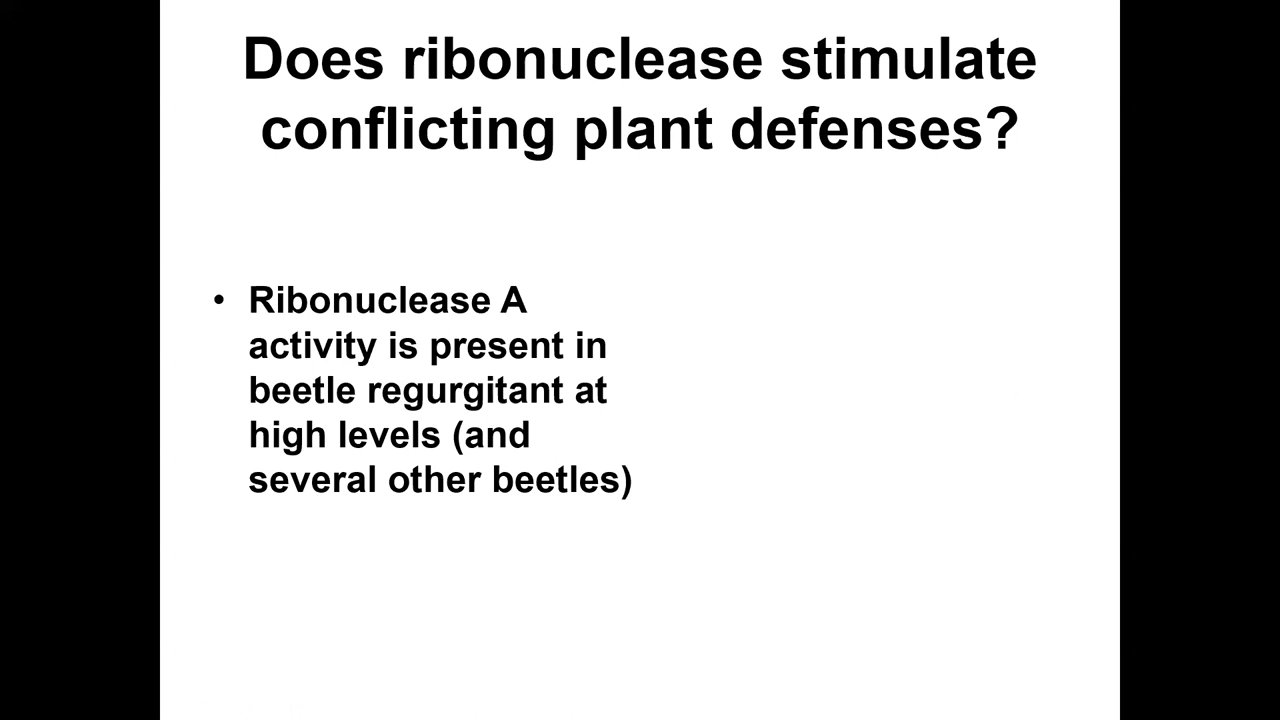 Does ribonuclease stimulate
conflicting plant defenses?
• Ribonuclease A
activity is present in
beetle regurgitant at
high levels (and
several other beetles)